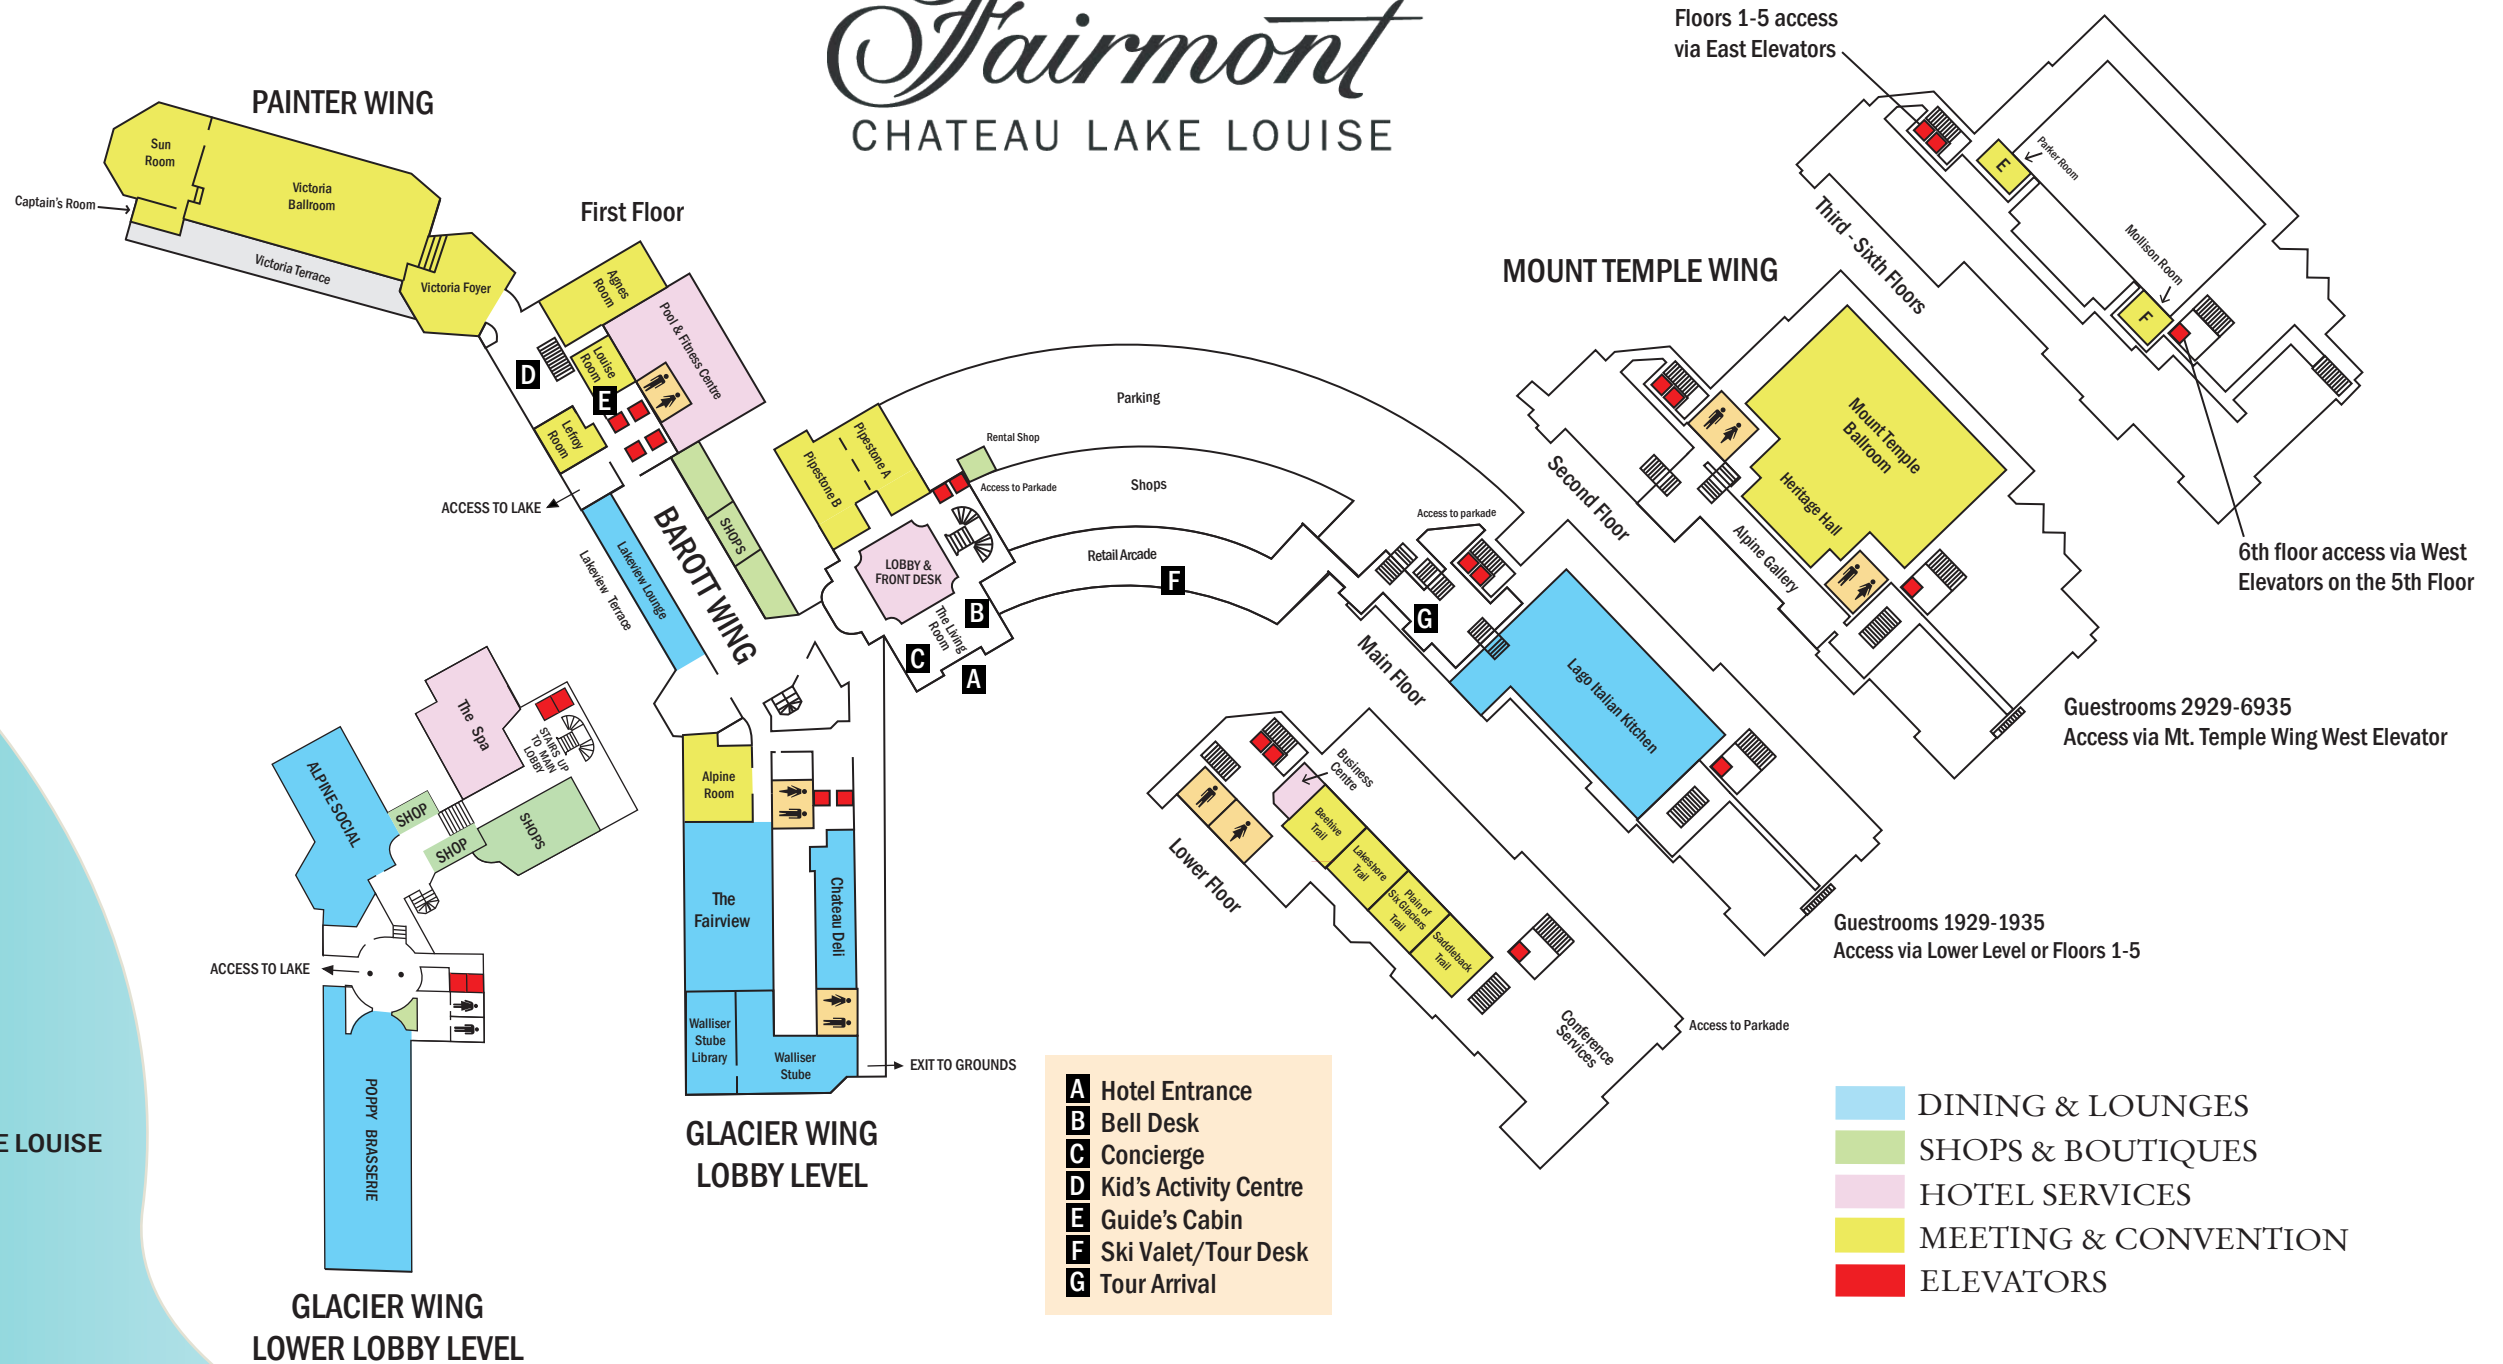 Fairmont
CHATEAU LAKE LOUISE
Floors 1-5 access
via East Elevators
PAINTER WING
Sun
Room
Victoria
Ballroom
Captain's Room
Victoria Terrace
Victoria Foyer
First Floor
Agnes
Room
Pool & Fitness Centre
Louise
Room
D
E
Lefroy
Room
ACCESS TO LAKE
Lakeview Lounge
Lakeview Terrace
BAROTT WING
SHOPS
Pipestone A
Pipestone B
Rental Shop
Access to Parkade
LOBBY &
FRONT DESK
The Living
Room
B
C
A
Parking
Shops
Retail Arcade
F
MOUNT TEMPLE WING
Third - Sixth Floors
E
Parker Room
Mollison Room
F
6th floor access via West
Elevators on the 5th Floor
Second Floor
Mount Temple
Ballroom
Heritage Hall
Alpine Gallery
Guestrooms 2929-6935
Access via Mt. Temple Wing West Elevator
Access to parkade
G
Main Floor
Lago Italian Kitchen
Guestrooms 1929-1935
Access via Lower Level or Floors 1-5
Lower Floor
Business
Centre
Beehive
Trail
Lakeshore
Trail
Plain of
Six Glaciers
Trail
Saddleback
Trail
Conference
Services
Access to Parkade
The Spa
STAIRS UP
TO MAIN
LOBBY
ALPINE SOCIAL
SHOP
SHOP
SHOPS
ACCESS TO LAKE
POPPY BRASSERIE
GLACIER WING
LOWER LOBBY LEVEL
E LOUISE
Alpine
Room
The
Fairview
Chateau Deli
Walliser
Stube
Library
Walliser
Stube
EXIT TO GROUNDS
GLACIER WING
LOBBY LEVEL
A Hotel Entrance
B Bell Desk
C Concierge
D Kid's Activity Centre
E Guide's Cabin
F Ski Valet/Tour Desk
G Tour Arrival
DINING & LOUNGES
SHOPS & BOUTIQUES
HOTEL SERVICES
MEETING & CONVENTION
ELEVATORS